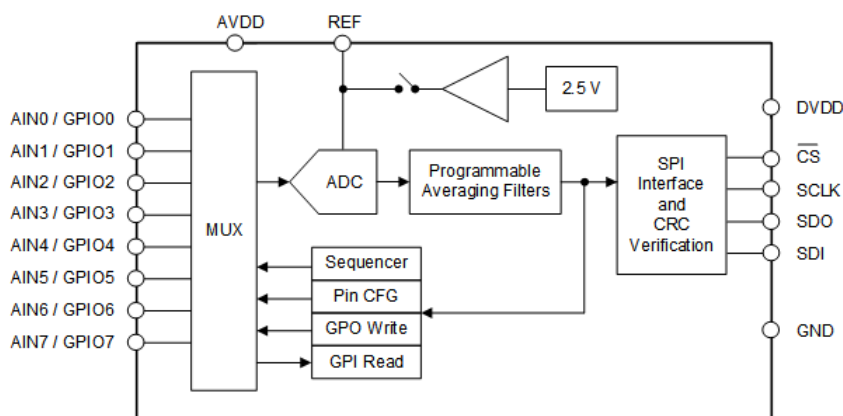 AVDD
REF
2.5 V
AIN0 / GPIO0
AIN1 / GPIO1
AIN2 / GPIO2
AIN3 / GPIO3
AIN4 / GPIO4
AIN5 / GPIO5
AIN6 / GPIO6
AIN7 / GPIO7
MUX
ADC
Programmable
Averaging Filters
Sequencer
Pin CFG
GPO Write
GPI Read
SPI
Interface
and
CRC
Verification
DVDD
CS
SCLK
SDO
SDI
GND